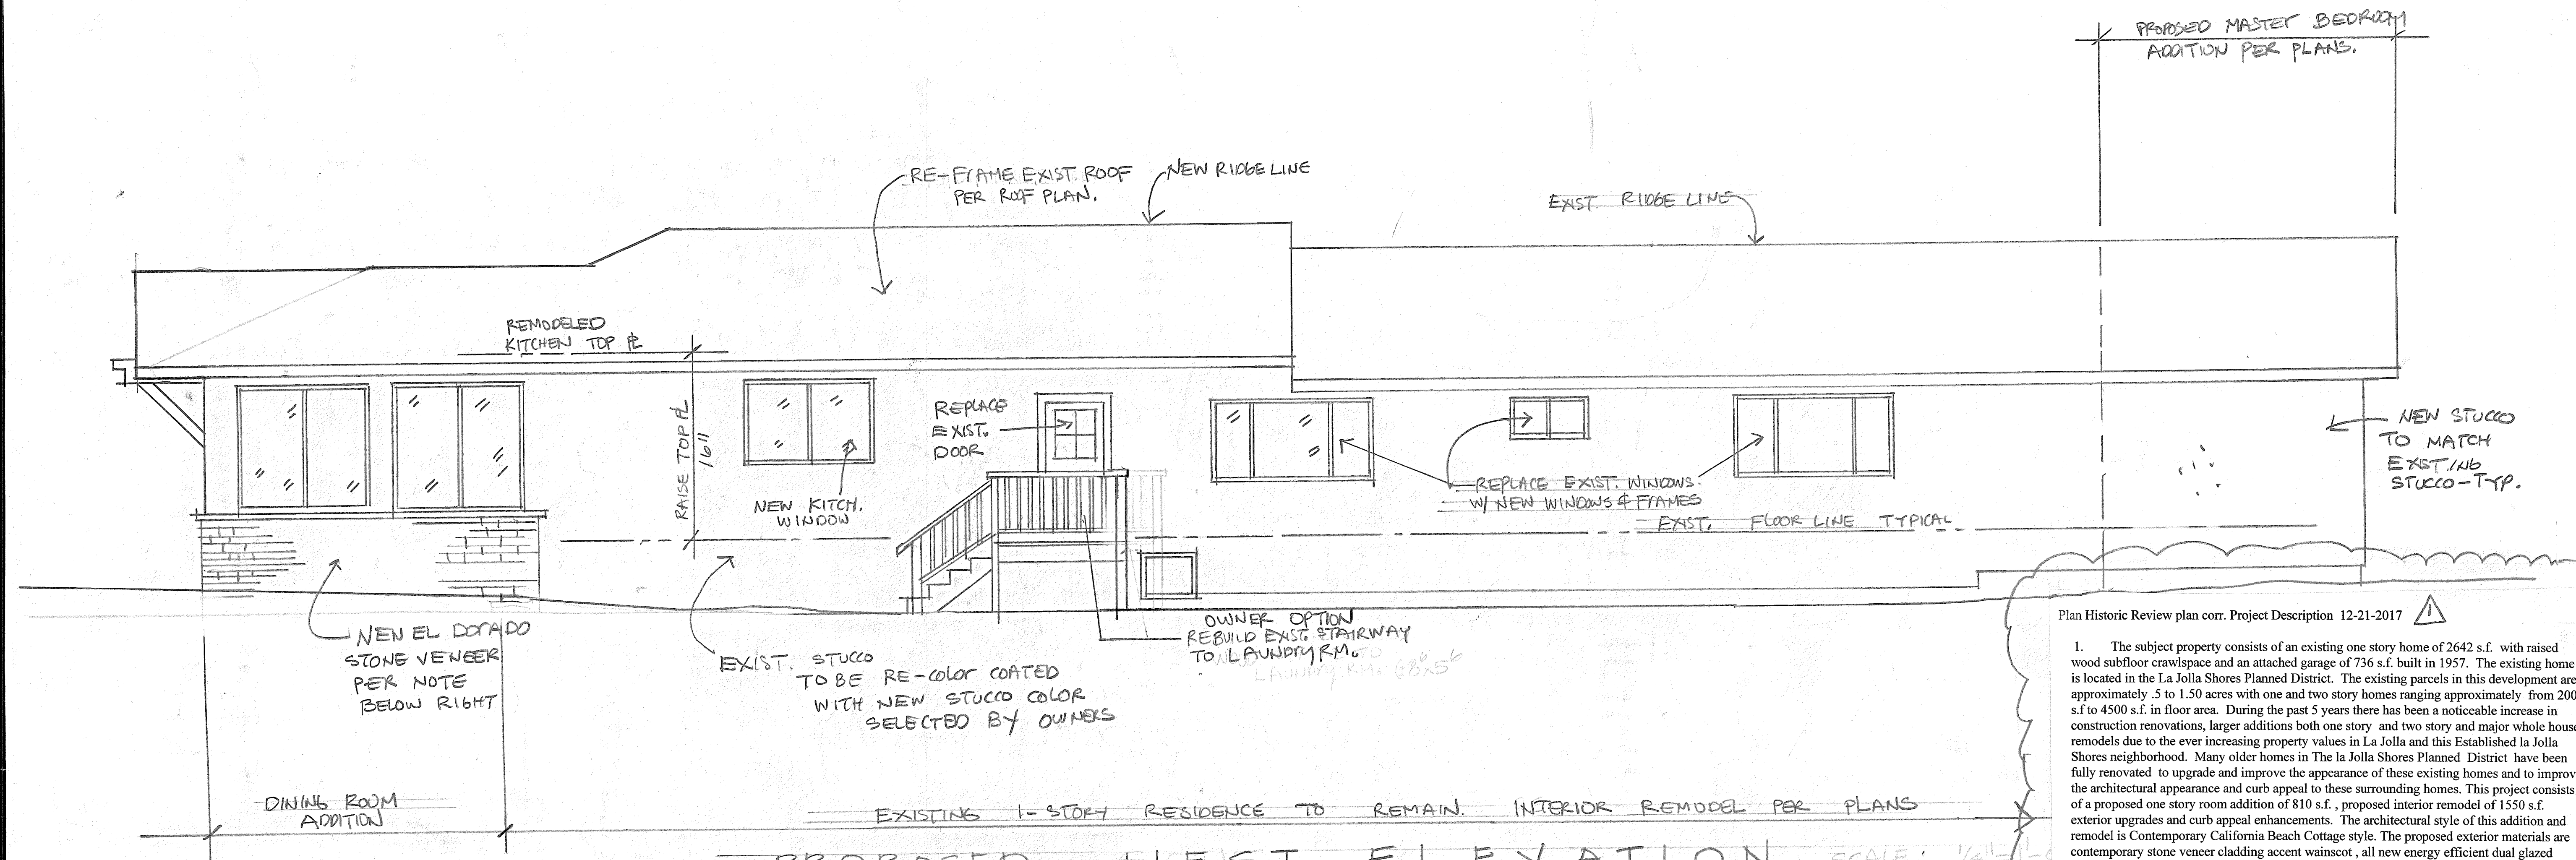 PROPOSED MASTER BEDROOM
ADDITION PER PLANS.
RE-FRAME EXIST. ROOF
PER ROOF PLAN.
NEW RIDGE LINE
EXIST. RIDGE LINE
REMODELED
KITCHEN TOP PL
RAISE TOP PL
16"
REPLACE
EXIST.
DOOR
NEW KITCH.
WINDOW
REPLACE EXIST. WINDOWS
W/ NEW WINDOWS & FRAMES
EXIST. FLOOR LINE TYPICAL
NEW STUCCO
TO MATCH
EXISTING
STUCCO-TYP.
NEN EL DORADO
STONE VENEER
PER NOTE
BELOW RIGHT
EXIST. STUCCO
TO BE RE-COLOR COATED
WITH NEW STUCCO COLOR
SELECTED BY OWNERS
OWNER OPTION
REBUILD EXIST. STAIRWAY
TO LAUNDRY RM.
LAUNDRY RM.
DINING ROOM
ADDITION
EXISTING 1-STORY RESIDENCE TO REMAIN. INTERIOR REMODEL PER PLANS
PROPOSED WEST ELEVATION SCALE:
Plan Historic Review plan corr. Project Description 12-21-2017 1
1. The subject property consists of an existing one story home of 2642 s.f. with raised
wood subfloor crawlspace and an attached garage of 736 s.f. built in 1957. The existing home
is located in the La Jolla Shores Planned District. The existing parcels in this development are
approximately .5 to 1.50 acres with one and two story homes ranging approximately from 200
s.f to 4500 s.f. in floor area. During the past 5 years there has been a noticeable increase in
construction renovations, larger additions both one story and two story and major whole house
remodels due to the ever increasing property values in La Jolla and this Established la Jolla
Shores neighborhood. Many older homes in The la Jolla Shores Planned District have been
fully renovated to upgrade and improve the appearance of these existing homes and to improv
the architectural appearance and curb appeal to these surrounding homes. This project consists
of a proposed one story room addition of 810 s.f. , proposed interior remodel of 1550 s.f.
exterior upgrades and curb appeal enhancements. The architectural style of this addition and
remodel is Contemporary California Beach Cottage style. The proposed exterior materials are
contemporary stone veneer cladding accent wainscot , all new energy efficient dual glazed